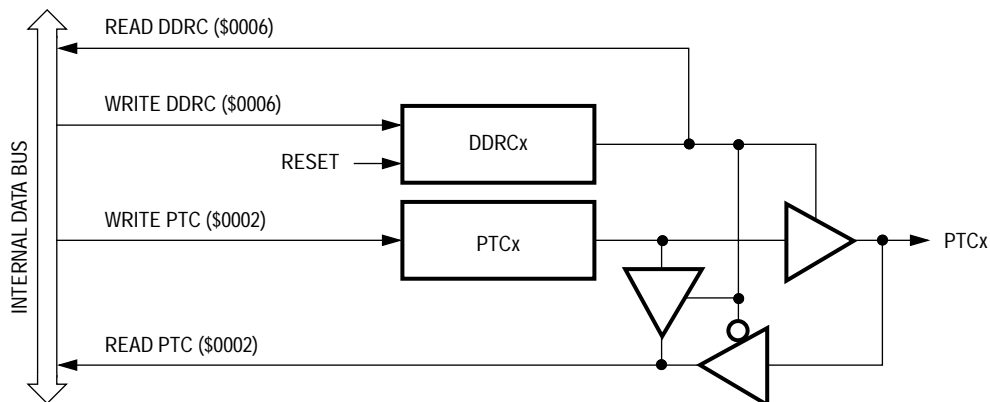 READ DDRC ($0006)
WRITE DDRC ($0006)
DDRCx
RESET
WRITE PTC ($0002)
PTCx
PTCx
READ PTC ($0002)
INTERNAL DATA BUS